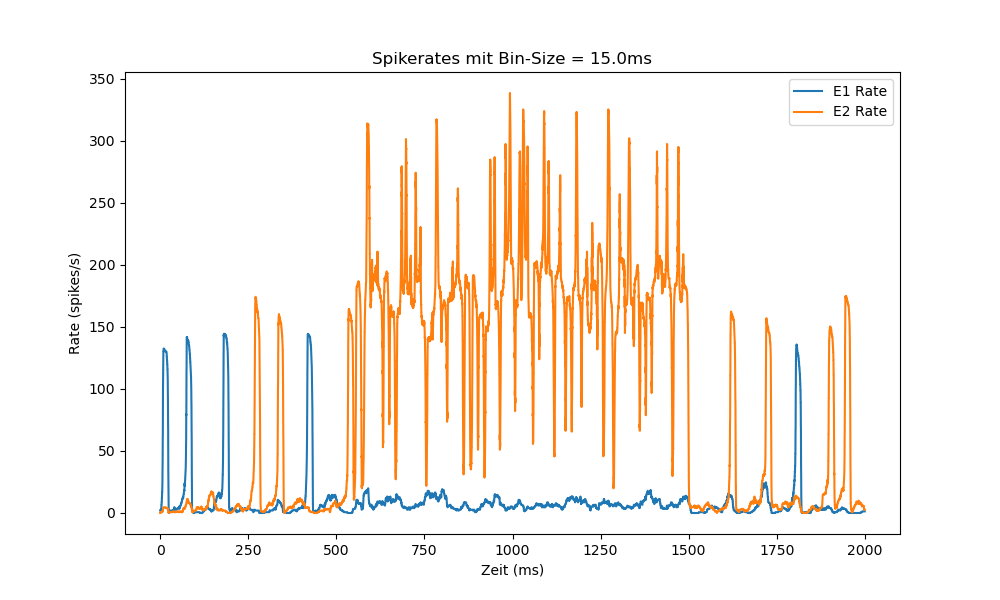 Spikerates mit Bin-Size = 15.0ms
E1 Rate
E2 Rate
Rate (spikes/s)
350
300
250
200
150
100
50
0
0 250 500 750 1000 1250 1500 1750 2000
Zeit (ms)